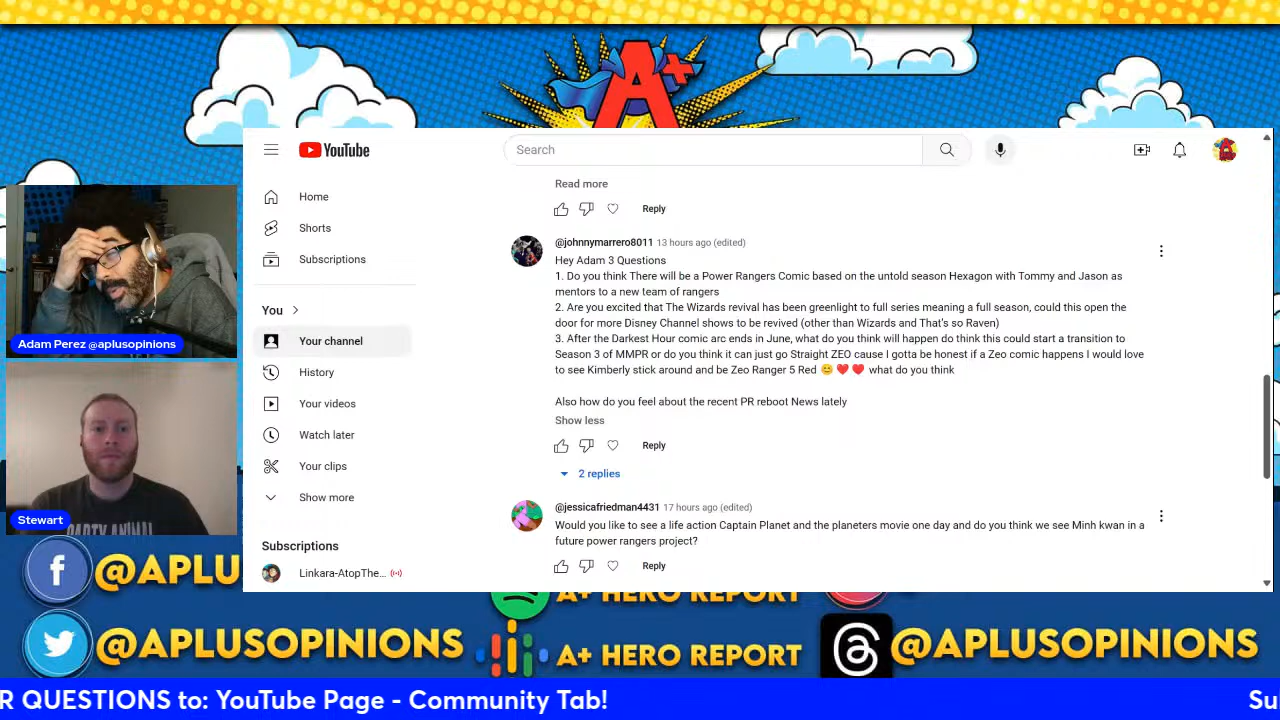 A+
YouTube
Search
Home
Shorts
Subscriptions
You
Your channel
History
Your videos
Watch later
Your clips
Show more
Subscriptions
Linkara-AtopThe...
Read more
Reply
@johnnymarrero8011 13 hours ago (edited)
Hey Adam 3 Questions
1. Do you think There will be a Power Rangers Comic based on the untold season Hexagon with Tommy and Jason as
mentors to a new team of rangers
2. Are you excited that The Wizards revival has been greenlight to full series meaning a full season, could this open the
door for more Disney Channel shows to be revived (other than Wizards and That's so Raven)
3. After the Darkest Hour comic arc ends in June, what do you think will happen do think this could start a transition to
Season 3 of MMPR or do you think it can just go Straight ZEO cause I gotta be honest if a Zeo comic happens I would love
to see Kimberly stick around and be Zeo Ranger 5 Red 😊 ❤️ ❤️ what do you think
Also how do you feel about the recent PR reboot News lately
Show less
Reply
2 replies
@jessicafriedman4431 17 hours ago (edited)
Would you like to see a life action Captain Planet and the planeters movie one day and do you think we see Minh kwan in a
future power rangers project?
Reply
Adam Perez @aplusopinions
PARTY ANIMAL
Stewart
@APLU
A+ HERO REPORT
@APLUSOPINIONS
A+ HERO REPORT
@APLUSOPINIONS
R QUESTIONS to: YouTube Page - Community Tab!
Su